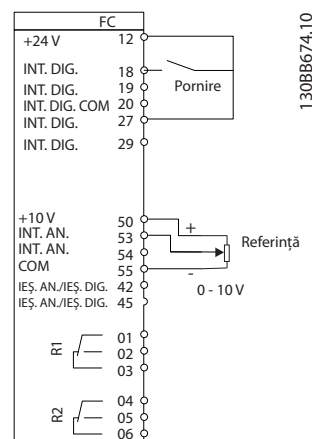 FC
+24 V 12
INT. DIG. 18
INT. DIG. 19
INT. DIG. COM 20
INT. DIG. 27
INT. DIG. 29
Pornire
+10 V 50
INT. AN. 53
INT. AN. 54
COM 55
IEŞ. AN./IEŞ. DIG. 42
IEŞ. AN./IEŞ. DIG. 45
+
-
Referinţă
0 - 10 V
R1
01
02
03
R2
04
05
06
130BB674.10